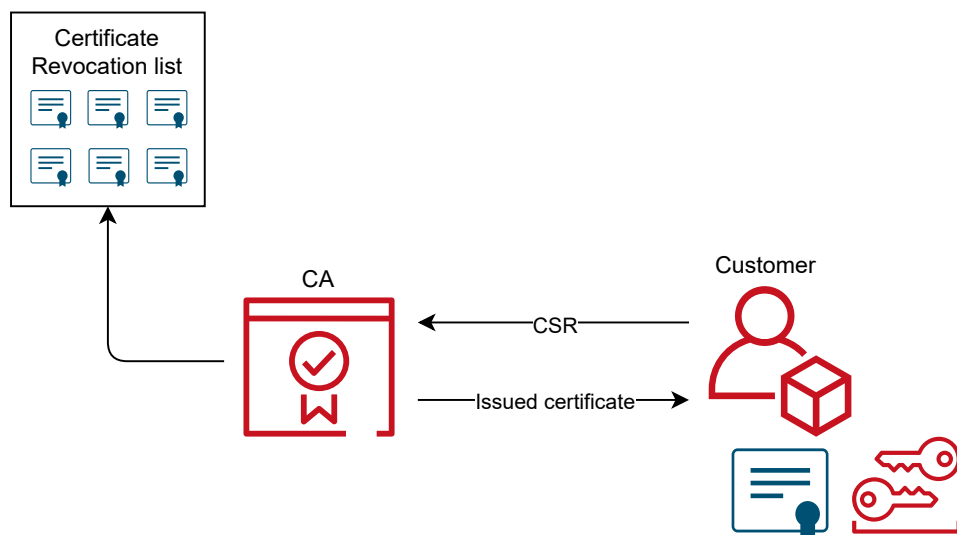 Certificate
Revocation list
CA
Customer
CSR
Issued certificate